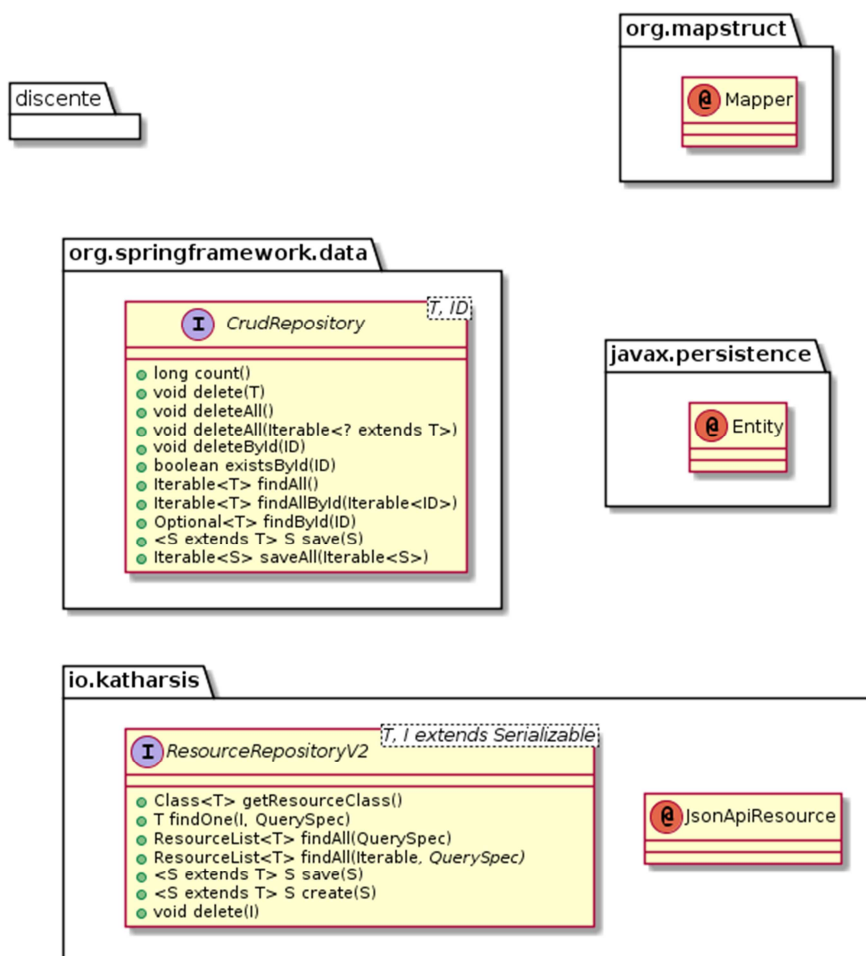 org.mapstruct
@ Mapper
discente
org.springframework.data
T, ID
I CrudRepository
long count()
void delete(T)
void deleteAll()
void deleteAll(Iterable<? extends T>)
void deleteById(ID)
boolean existsById(ID)
Iterable<T> findAll()
Iterable<T> findAllById(Iterable<ID>)
Optional<T> findById(ID)
<S extends T> S save(S)
Iterable<S> saveAll(Iterable<S>)
javax.persistence
@ Entity
io.katharsis
T, I extends Serializable
I ResourceRepositoryV2
Class<T> getResourceClass()
T findOne(I, QuerySpec)
ResourceList<T> findAll(QuerySpec)
ResourceList<T> findAll(Iterable, QuerySpec)
<S extends T> S save(S)
<S extends T> S create(S)
void delete(I)
@ JsonApiResource